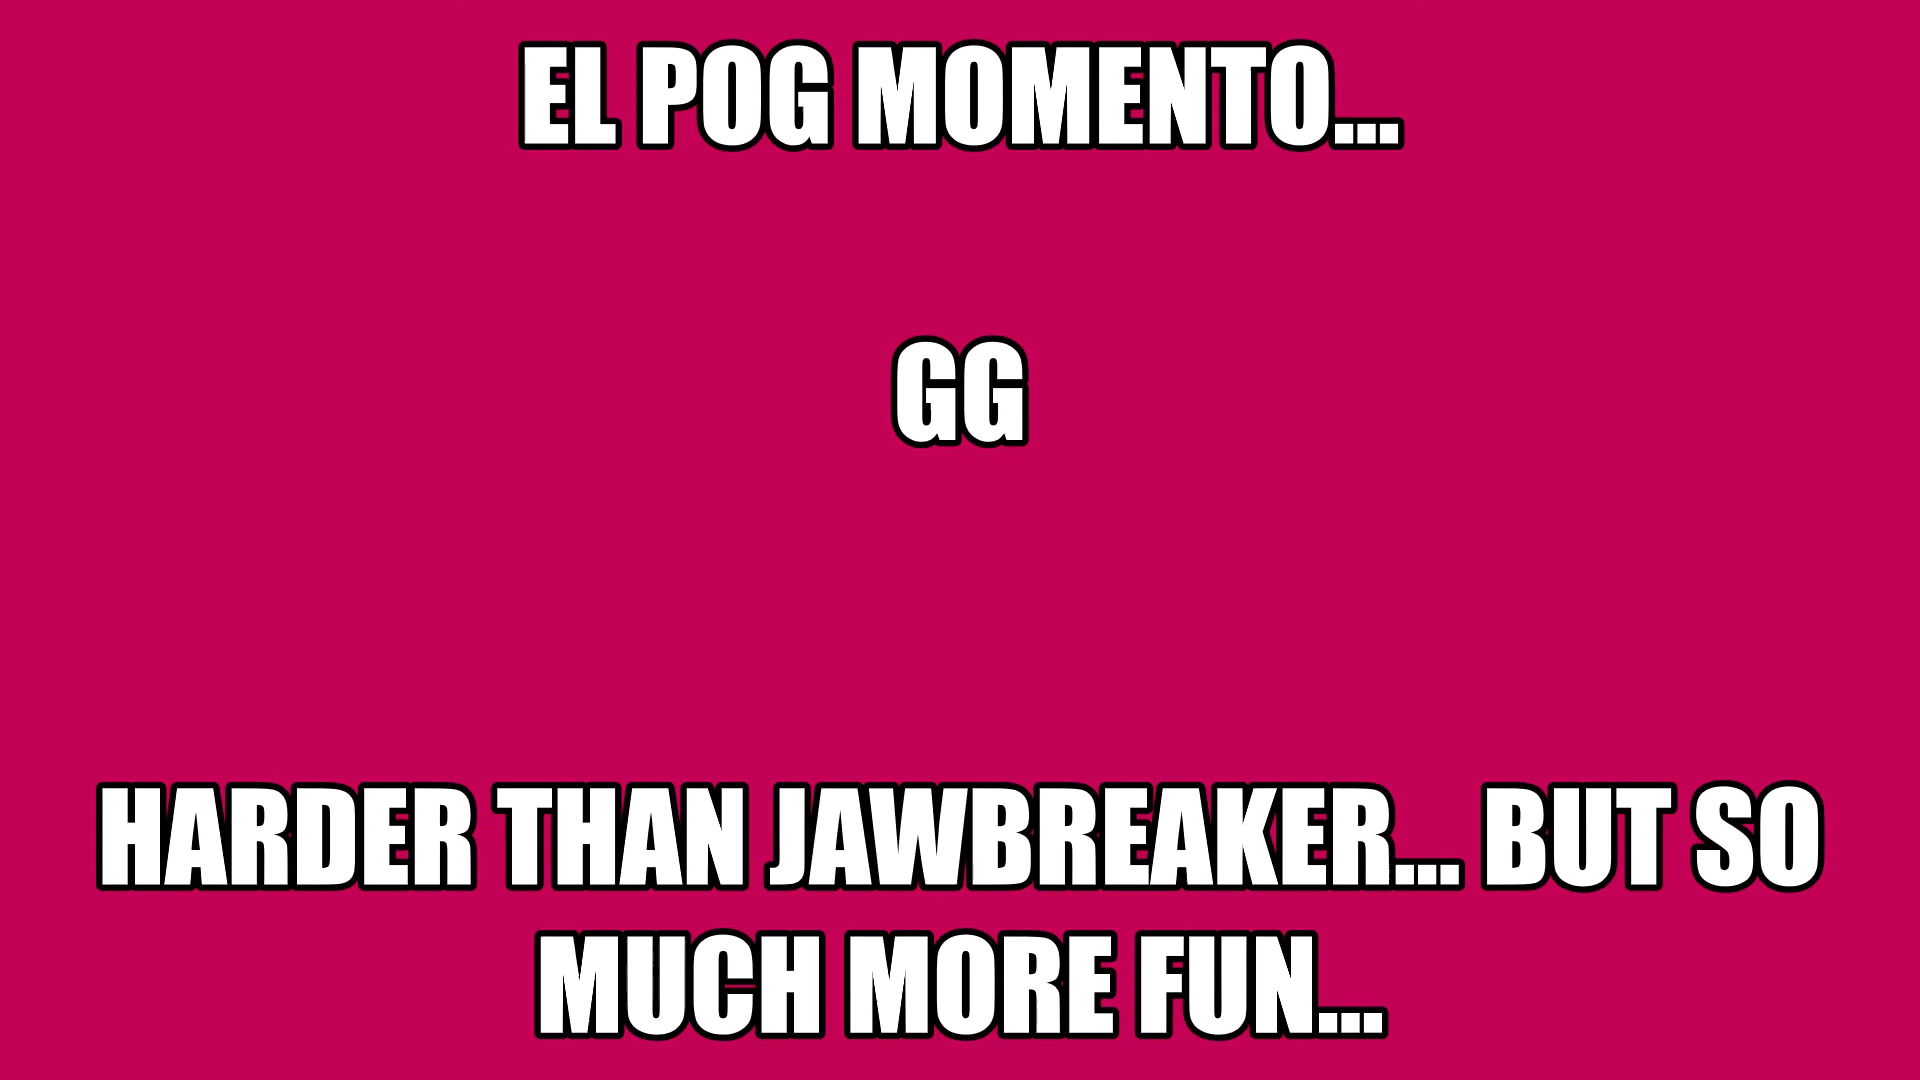 EL POG MOMENTO...
GG
HARDER THAN JAWBREAKER... BUT SO
MUCH MORE FUN...